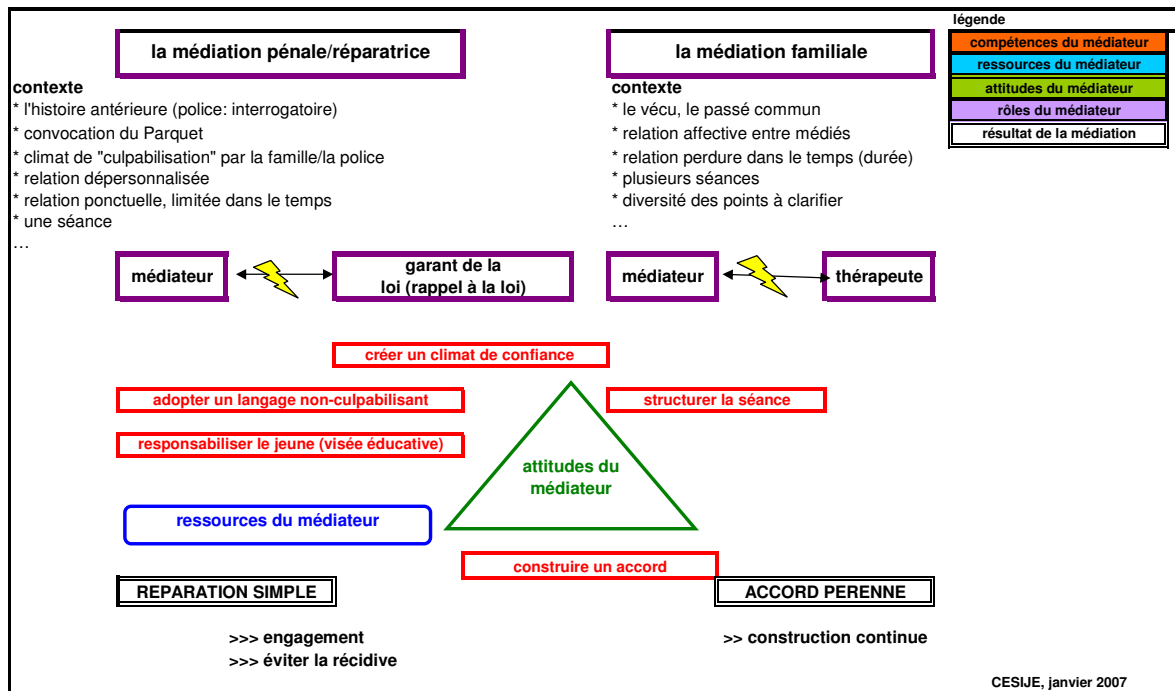 légende
compétences du médiateur
ressources du médiateur
attitudes du médiateur
rôles du médiateur
résultat de la médiation
la médiation pénale/réparatrice
contexte
* l'histoire antérieure (police: interrogatoire)
* convocation du Parquet
* climat de "culpabilisation" par la famille/la police
* relation dépersonnalisée
* relation ponctuelle, limitée dans le temps
* une séance
…
la médiation familiale
contexte
* le vécu, le passé commun
* relation affective entre médiés
* relation perdure dans le temps (durée)
* plusieurs séances
* diversité des points à clarifier
…
médiateur
garant de la
loi (rappel à la loi)
médiateur
thérapeute
créer un climat de confiance
adopter un langage non-culpabilisant
structurer la séance
responsabiliser le jeune (visée éducative)
attitudes du
médiateur
ressources du médiateur
construire un accord
REPARATION SIMPLE
ACCORD PERENNE
>>> engagement
>>> éviter la récidive
>> construction continue
CESIJE, janvier 2007